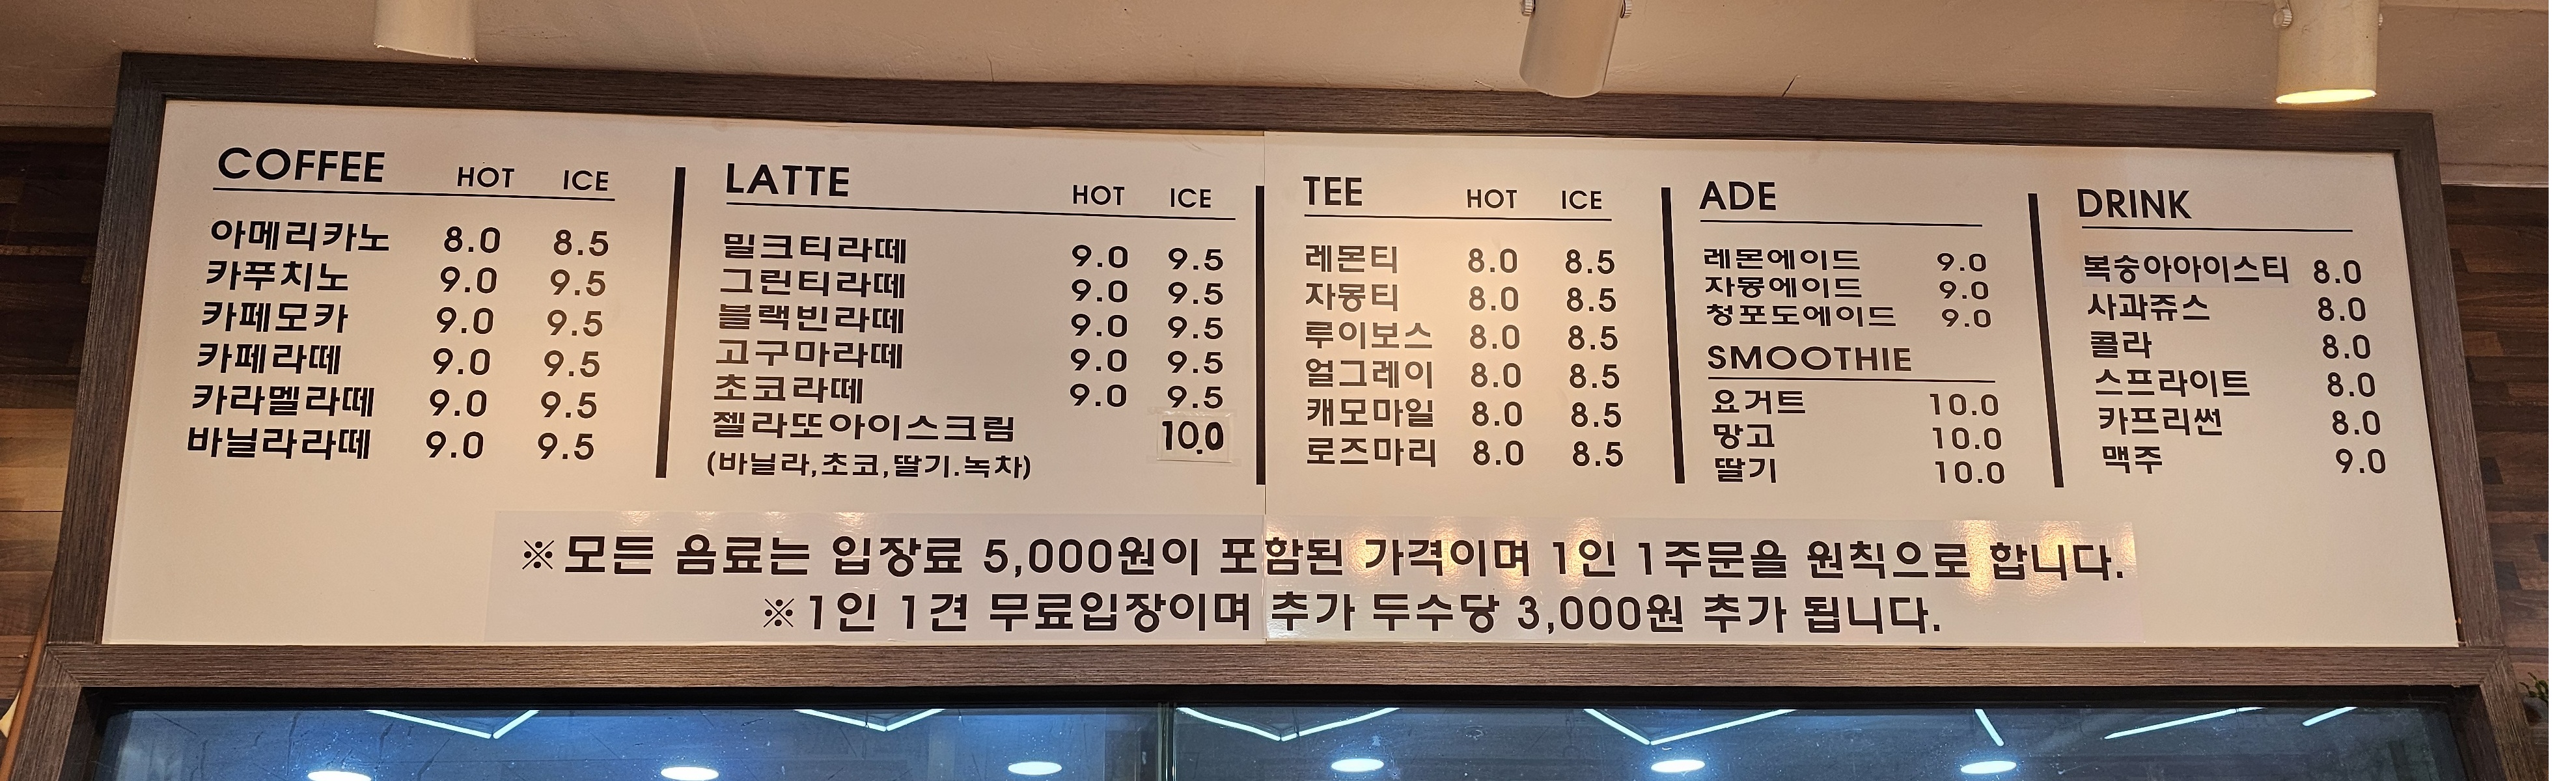 COFFEE HOT ICE
아메리카노 8.0 8.5
카푸치노 9.0 9.5
카페모카 9.0 9.5
카페라떼 9.0 9.5
카라멜라떼 9.0 9.5
바닐라라떼 9.0 9.5
LATTE HOT ICE
밀크티라떼 9.0 9.5
그린티라떼 9.0 9.5
블랙빈라떼 9.0 9.5
고구마라떼 9.0 9.5
초코라떼 9.0 9.5
젤라또아이스크림 10.0
(바닐라,초코,딸기.녹차)
TEE HOT ICE
레몬티 8.0 8.5
자몽티 8.0 8.5
루이보스 8.0 8.5
얼그레이 8.0 8.5
캐모마일 8.0 8.5
로즈마리 8.0 8.5
ADE
레몬에이드 9.0
자몽에이드 9.0
청포도에이드 9.0
SMOOTHIE
요거트 10.0
망고 10.0
딸기 10.0
DRINK
복숭아아이스티 8.0
사과쥬스 8.0
콜라 8.0
스프라이트 8.0
카프리썬 8.0
맥주 9.0
※모든 음료는 입장료 5,000원이 포함된 가격이며 1인 1주문을 원칙으로 합니다.
※1인 1견 무료입장이며 추가 두수당 3,000원 추가 됩니다.